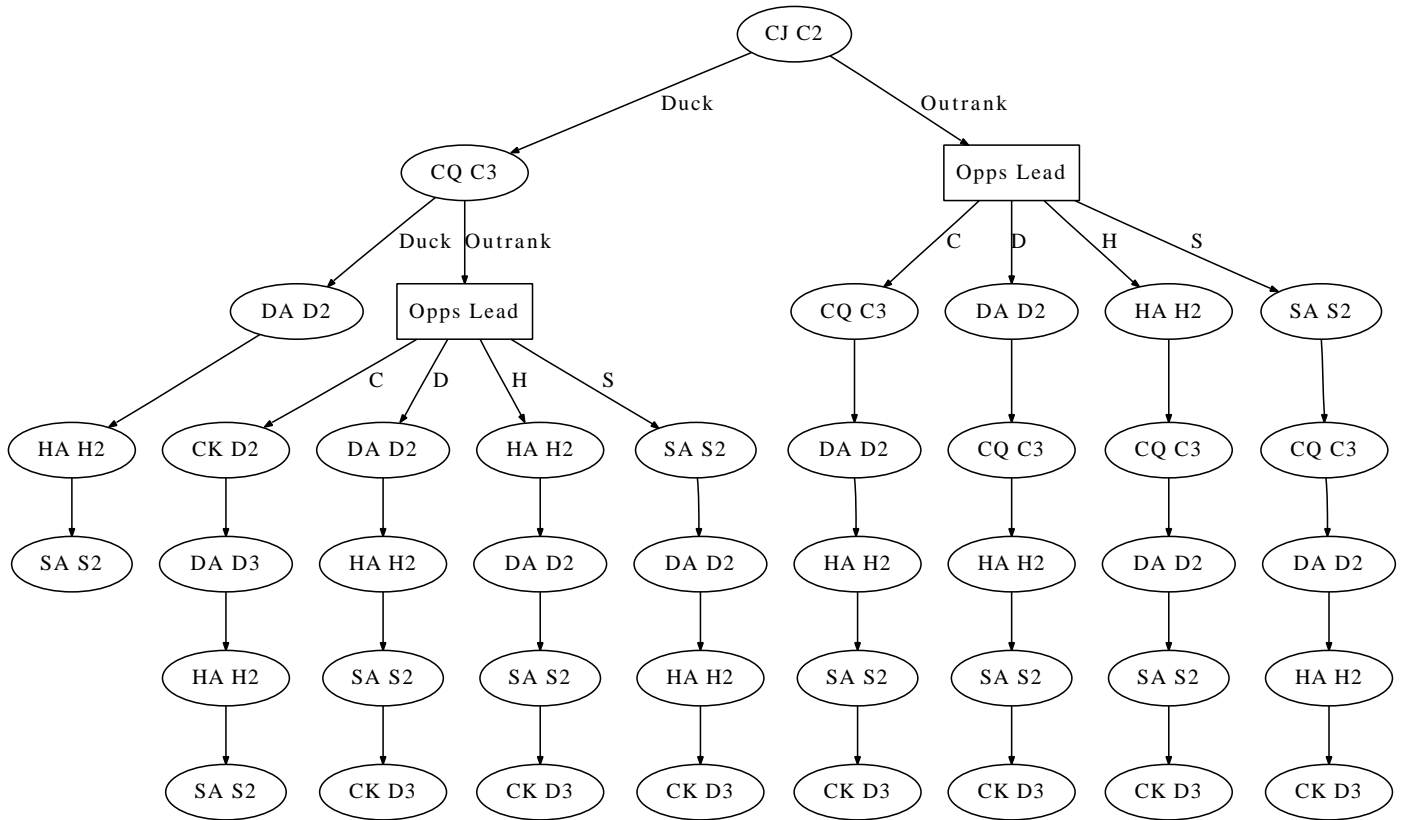 CJ C2
Duck Outrank
CQ C3 Opps Lead
Duck Outrank C D H S
DA D2 Opps Lead CQ C3 DA D2 HA H2 SA S2
C D H S
HA H2 CK D2 DA D2 HA H2 SA S2 DA D2 CQ C3 CQ C3 CQ C3
SA S2 DA D3 HA H2 DA D2 DA D2 HA H2 HA H2 DA D2 DA D2
HA H2 SA S2 SA S2 HA H2 SA S2 SA S2 SA S2 HA H2
SA S2 CK D3 CK D3 CK D3 CK D3 CK D3 CK D3 CK D3